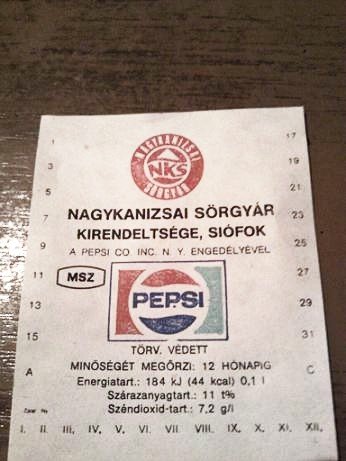 NAGYKANIZSAI
NKS
SÖRGYÁR
NAGYKANIZSAI SÖRGYÁR
KIRENDELTSÉGE, SIÓFOK
A PEPSI CO INC. N. Y. ENGEDÉLYÉVEL
MSZ
PEPSI
TÖRV. VÉDETT
MINŐSÉGÉT MEGŐRZI: 12 HÓNAPIG
Energiatart.: 184 kJ (44 kcal) 0,1 l
Szárazanyagtart.: 11 t%
Széndioxid-tart.: 7,2 g/l
1
3
5
7
9
11
13
15
A
17
19
21
23
25
27
29
31
C
I. II. III. IV. V. VI. VII. VIII. IX. X. XI. XII.